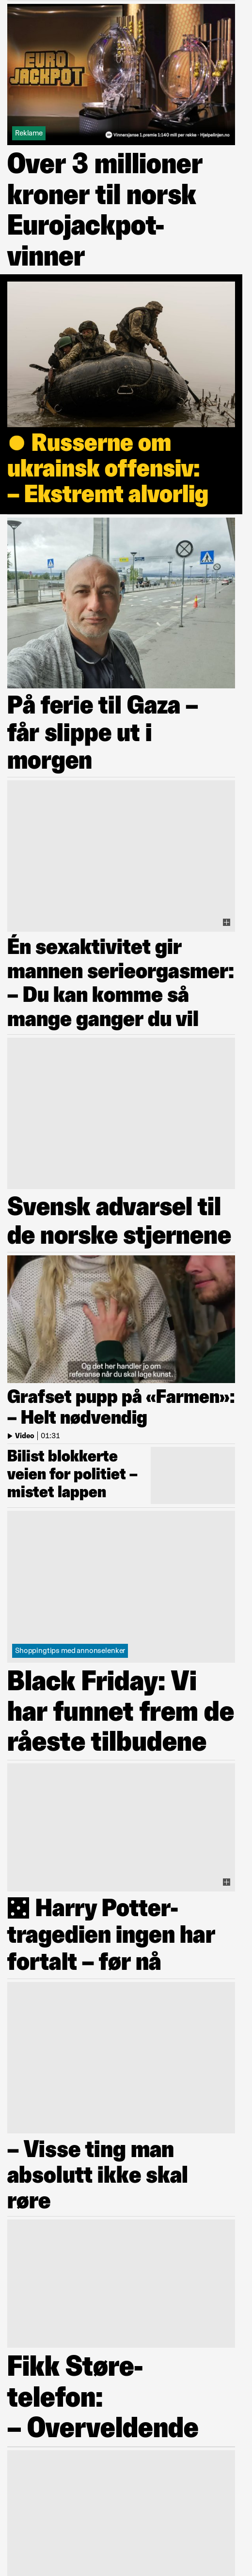 EURO
JACKPOT
Reklame
Vinnersjanse 1.premie 1:140 mill per rekke - Hjelpelinjen.no
Over 3 millioner
kroner til norsk
Eurojackpot-
vinner
Russerne om
ukrainsk offensiv:
– Ekstremt alvorlig
På ferie til Gaza –
får slippe ut i
morgen
Én sexaktivitet gir
mannen serieorgasmer:
– Du kan komme så
mange ganger du vil
Svensk advarsel til
de norske stjernene
Og det her handler jo om
referanse når du skal lage kunst.
Grafset pupp på «Farmen»:
– Helt nødvendig
Video | 01:31
Bilist blokkerte
veien for politiet –
mistet lappen
Shoppingtips med annonselenker
Black Friday: Vi
har funnet frem de
råeste tilbudene
Harry Potter-
tragedien ingen har
fortalt – før nå
– Visse ting man
absolutt ikke skal
røre
Fikk Støre-
telefon:
– Overveldende